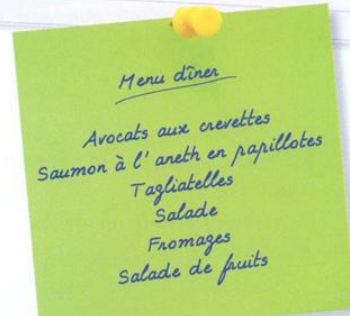 Menu dîner
Avocats aux crevettes
Saumon à l'aneth en papillotes
Tagliatelles
Salade
Fromages
Salade de fruits